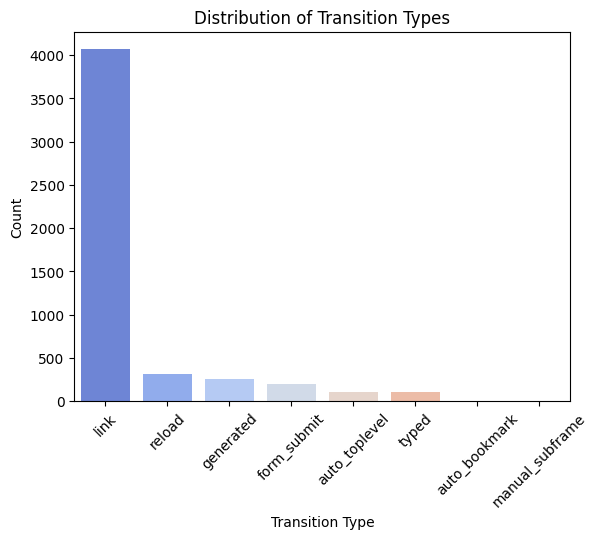 Distribution of Transition Types
Count
4000
3500
3000
2500
2000
1500
1000
500
0
link
reload
generated
form_submit
auto_toplevel
typed
auto_bookmark
manual_subframe
Transition Type